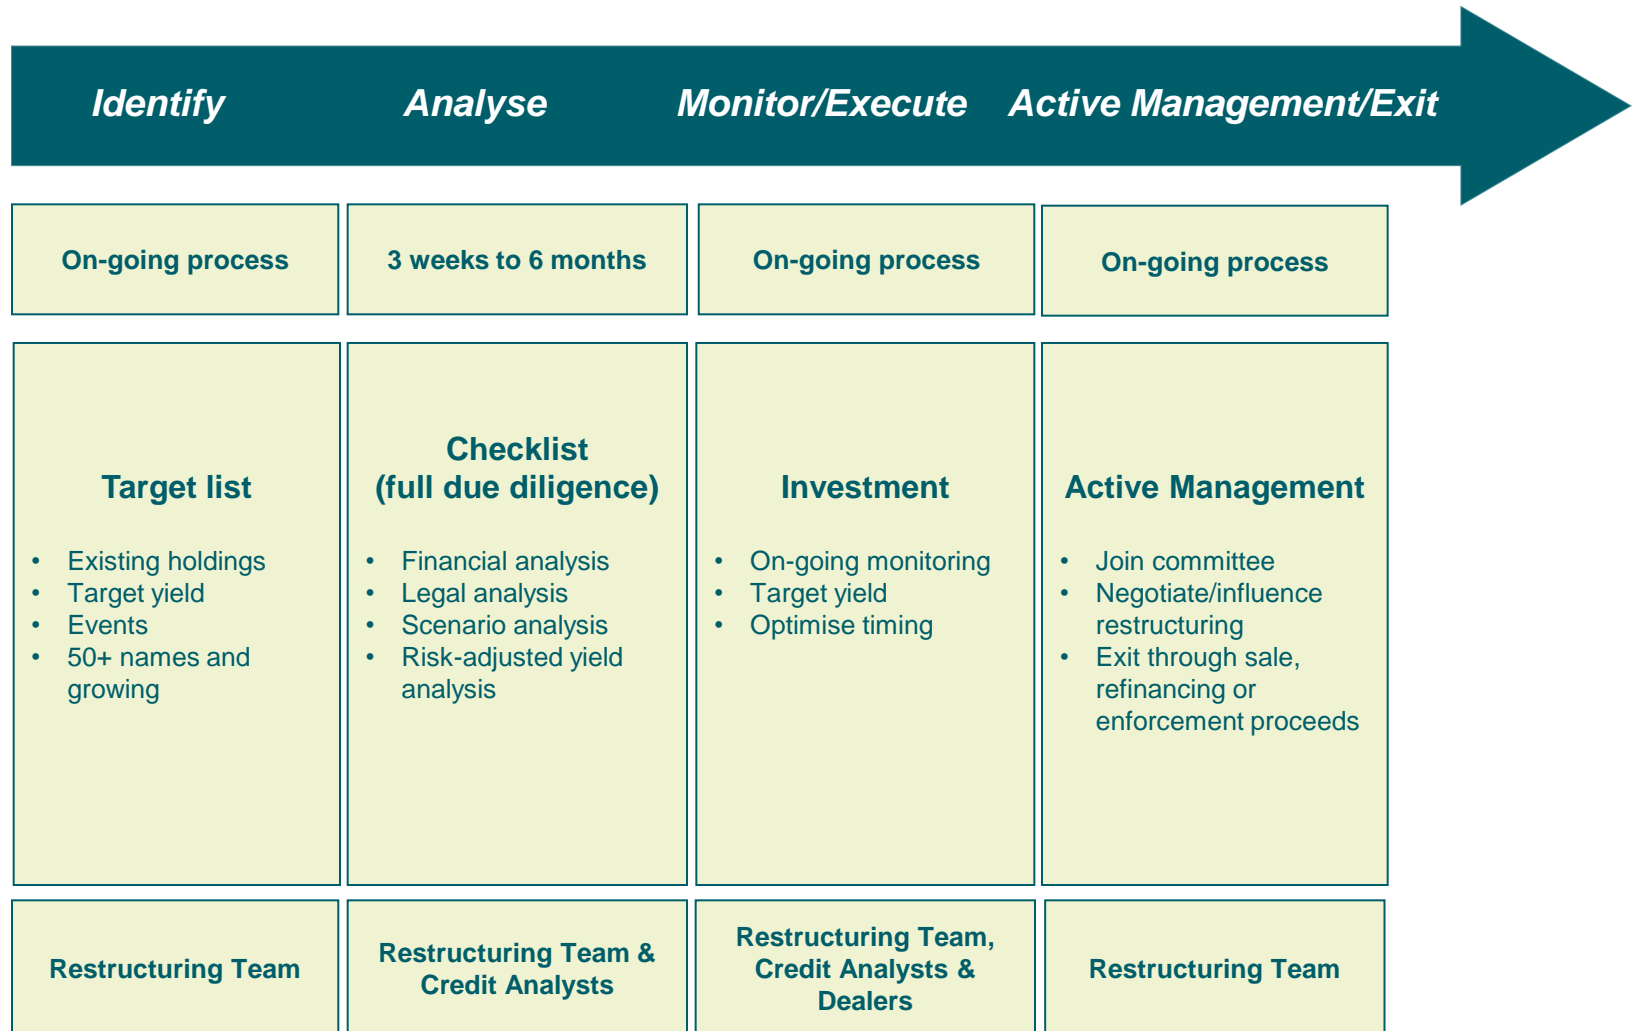 Identify Analyse Monitor/Execute Active Management/Exit
On-going process
3 weeks to 6 months
On-going process
On-going process
Target list
• Existing holdings
• Target yield
• Events
• 50+ names and
growing
Checklist
(full due diligence)
• Financial analysis
• Legal analysis
• Scenario analysis
• Risk-adjusted yield
analysis
Investment
• On-going monitoring
• Target yield
• Optimise timing
Active Management
• Join committee
• Negotiate/influence
restructuring
• Exit through sale,
refinancing or
enforcement proceeds
Restructuring Team
Restructuring Team &
Credit Analysts
Restructuring Team,
Credit Analysts &
Dealers
Restructuring Team